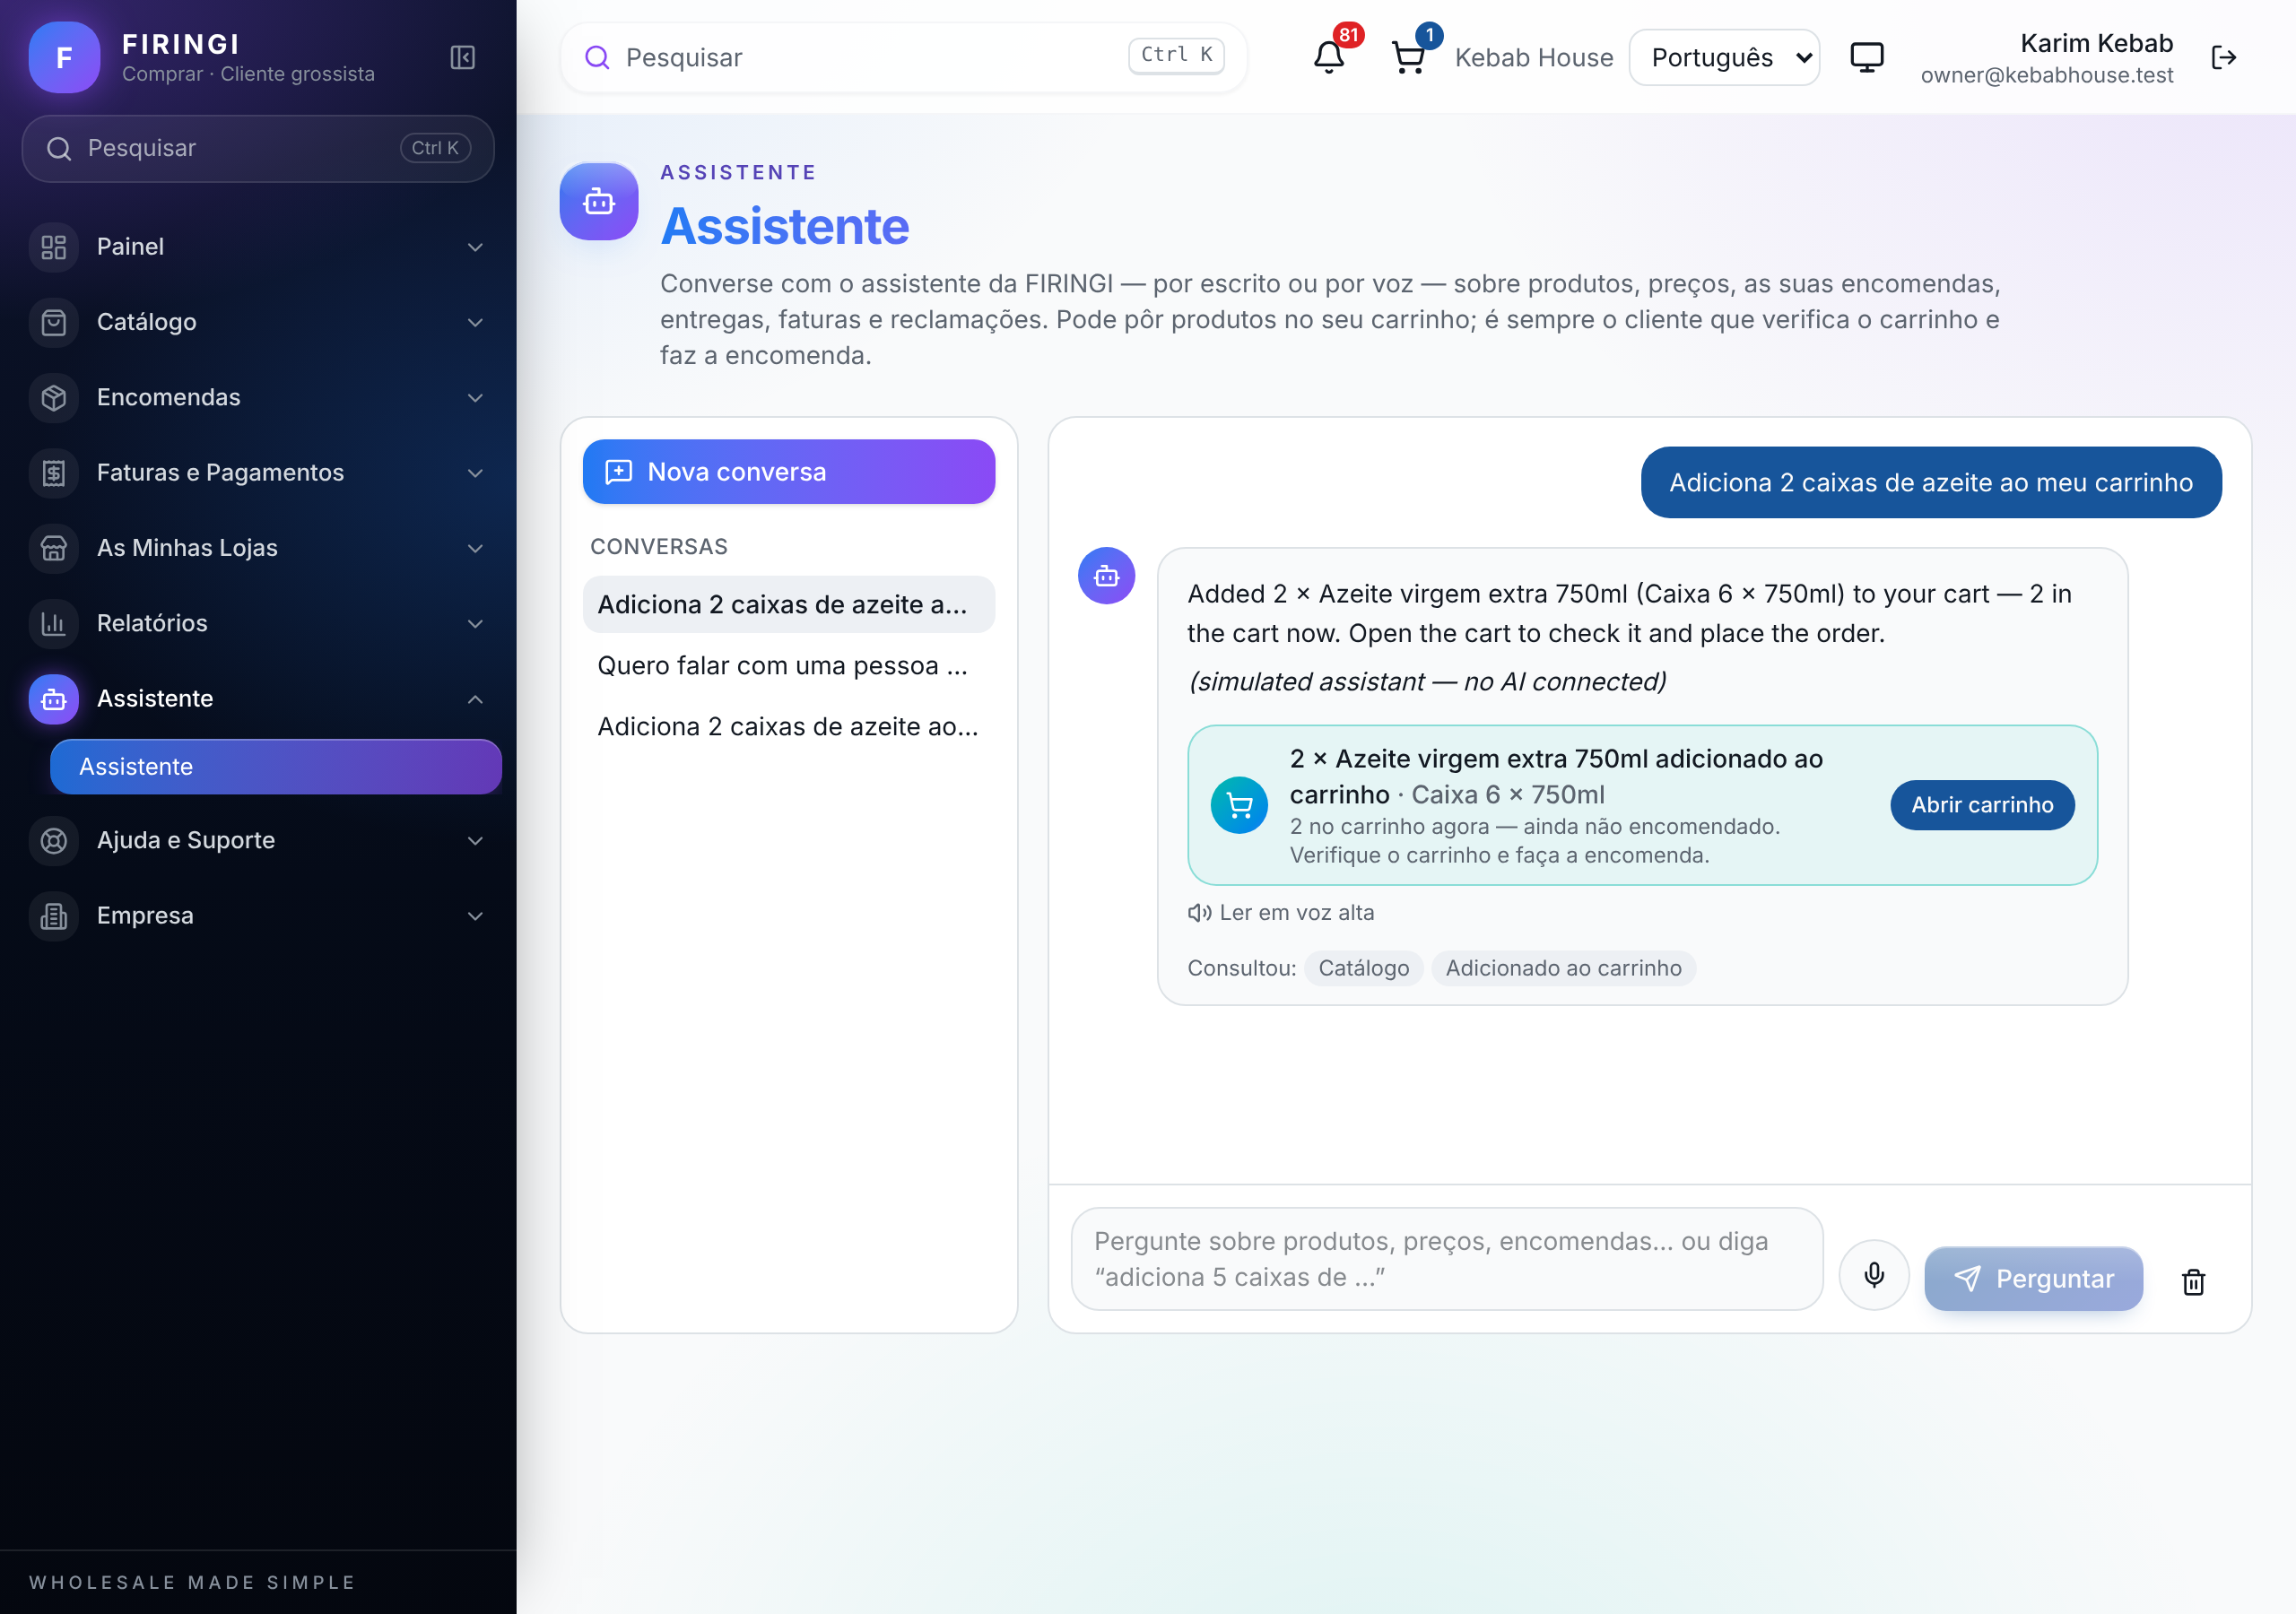 F
FIRINGI
Comprar · Cliente grossista
Pesquisar
Ctrl K
Painel
Catálogo
Encomendas
Faturas e Pagamentos
As Minhas Lojas
Relatórios
Assistente
Assistente
Ajuda e Suporte
Empresa
WHOLESALE MADE SIMPLE
Pesquisar
Ctrl K
81
1
Kebab House
Português
Karim Kebab
owner@kebabhouse.test
ASSISTENTE
Assistente
Converse com o assistente da FIRINGI — por escrito ou por voz — sobre produtos, preços, as suas encomendas,
entregas, faturas e reclamações. Pode pôr produtos no seu carrinho; é sempre o cliente que verifica o carrinho e
faz a encomenda.
Nova conversa
CONVERSAS
Adiciona 2 caixas de azeite a...
Quero falar com uma pessoa ...
Adiciona 2 caixas de azeite ao...
Adiciona 2 caixas de azeite ao meu carrinho
Added 2 × Azeite virgem extra 750ml (Caixa 6 × 750ml) to your cart — 2 in
the cart now. Open the cart to check it and place the order.
(simulated assistant — no AI connected)
2 × Azeite virgem extra 750ml adicionado ao
carrinho · Caixa 6 × 750ml
2 no carrinho agora — ainda não encomendado.
Verifique o carrinho e faça a encomenda.
Abrir carrinho
Ler em voz alta
Consultou: Catálogo Adicionado ao carrinho
Pergunte sobre produtos, preços, encomendas… ou diga
“adiciona 5 caixas de …”
Perguntar